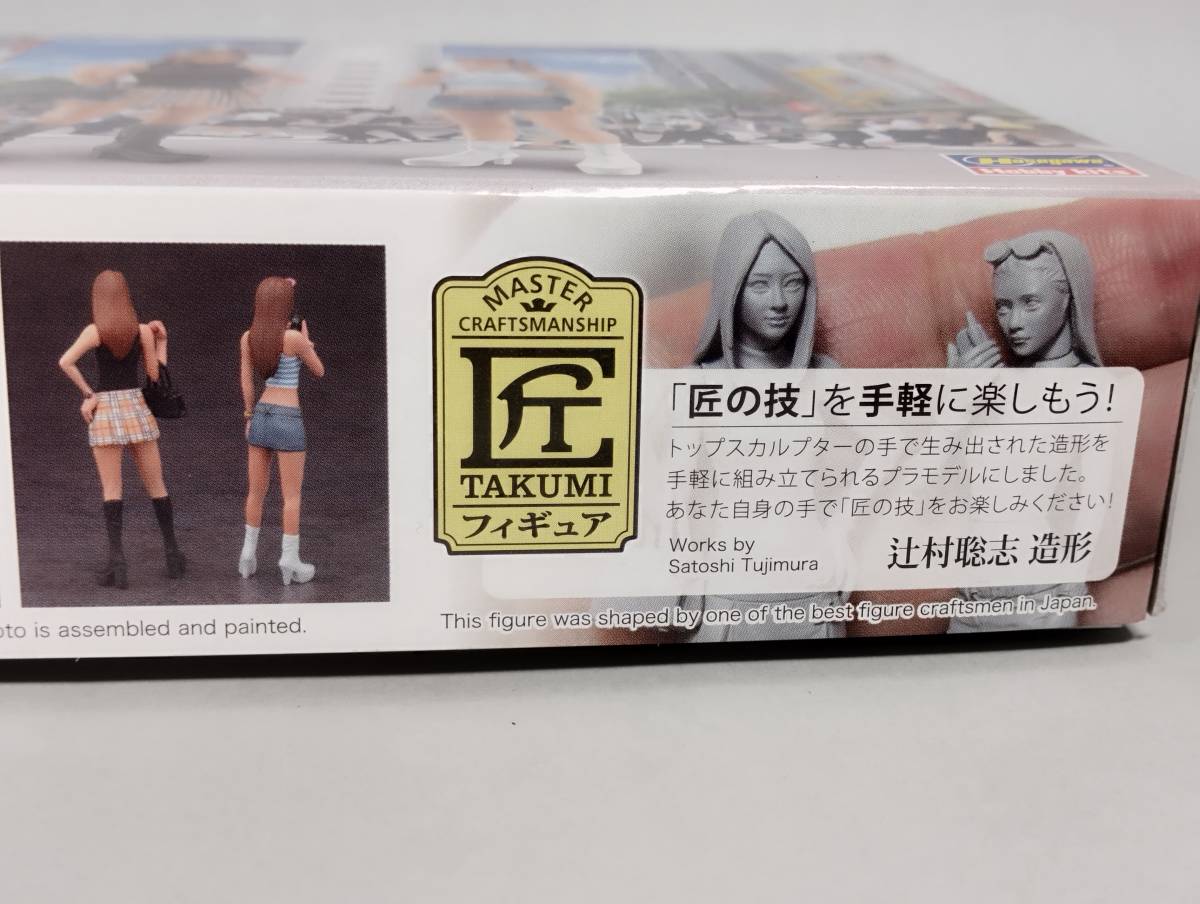 Hasegawa
Hobby Kits
MASTER
CRAFTSMANSHIP
匠
TAKUMI
フィギュア
「匠の技」を手軽に楽しもう!
トップスカルプターの手で生み出された造形を
手軽に組み立てられるプラモデルにしました。
あなた自身の手で「匠の技」をお楽しみください!
Works by
Satoshi Tujimura
辻村聡志 造形
oto is assembled and painted.
This figure was shaped by one of the best figure craftsmen in Japan.